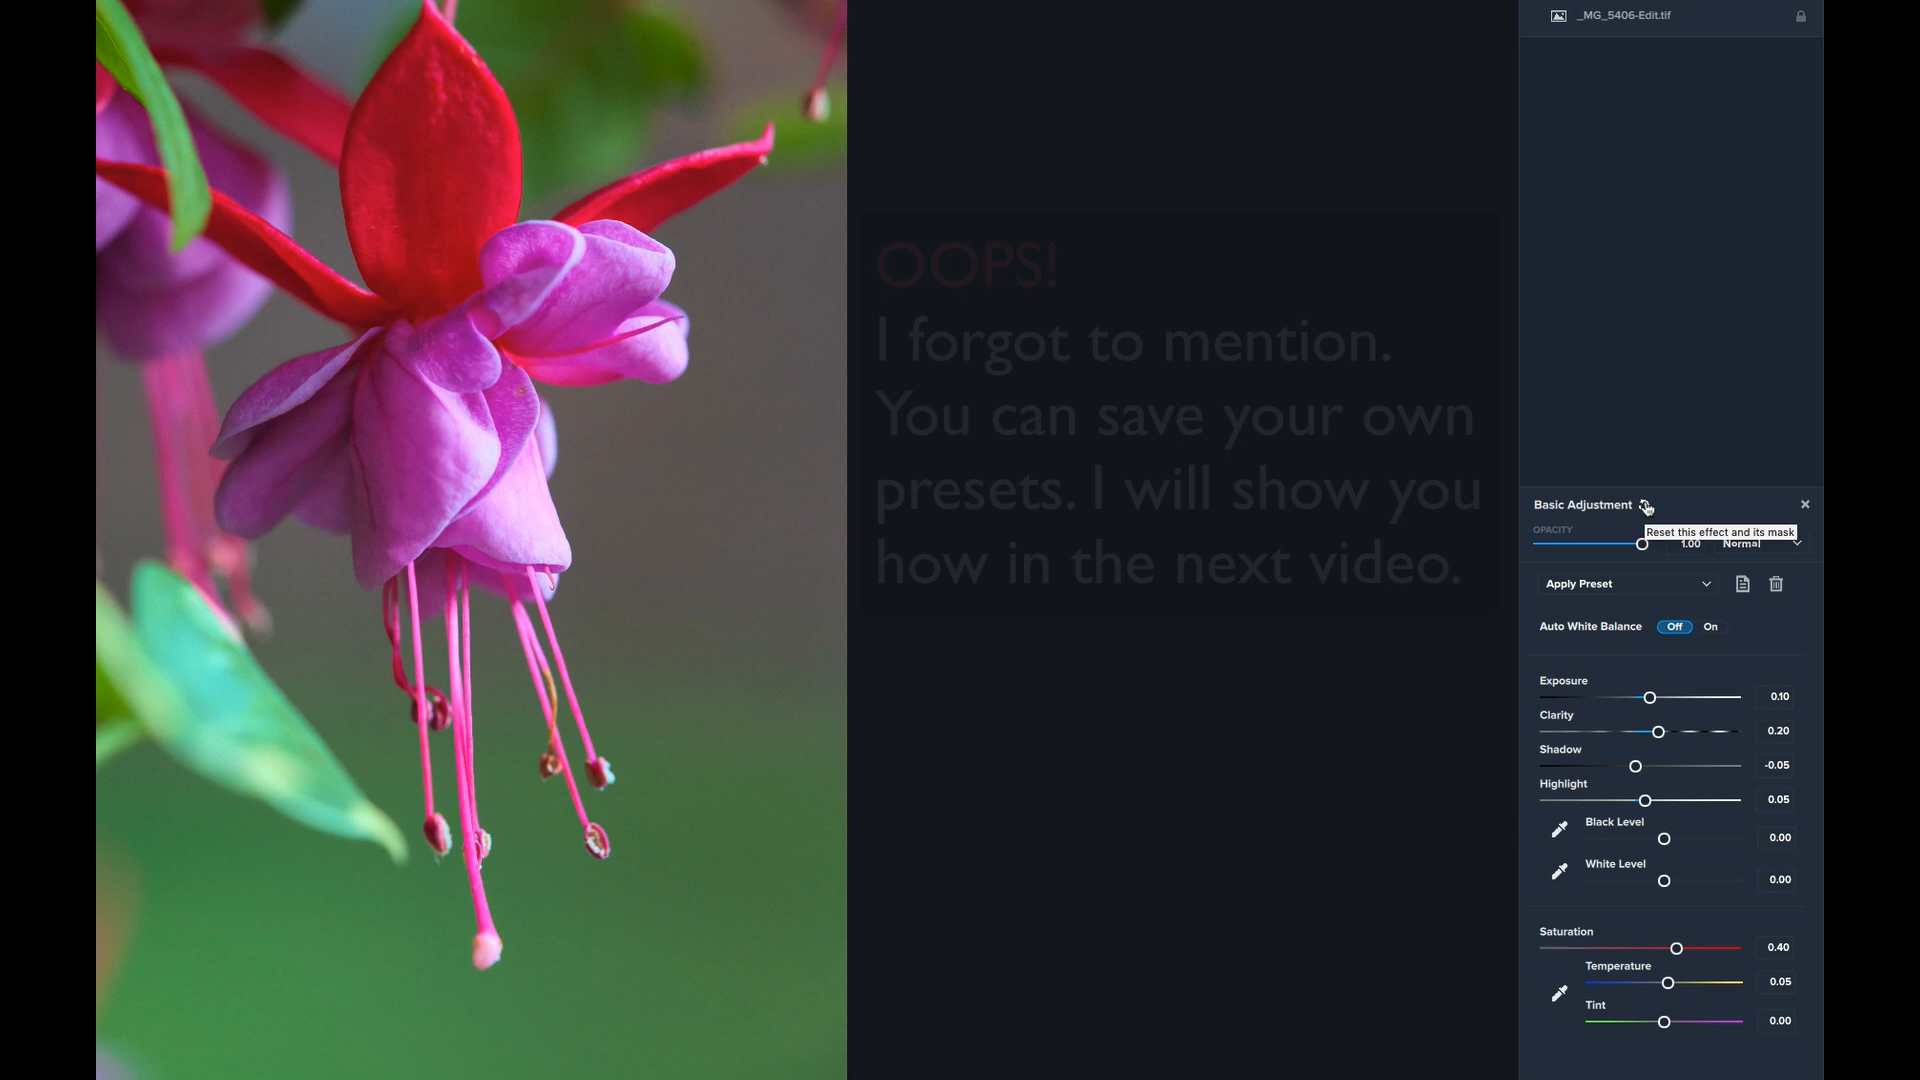 _MG_5406-Edit.tif
OOPS!
I forgot to mention.
You can save your own
presets. I will show you
how in the next video.
Basic Adjustment
OPACITY
Reset this effect and its mask
1.00 Normal
Apply Preset
Auto White Balance Off On
Exposure
0.10
Clarity
0.20
Shadow
-0.05
Highlight
0.05
Black Level
0.00
White Level
0.00
Saturation
0.40
Temperature
0.05
Tint
0.00